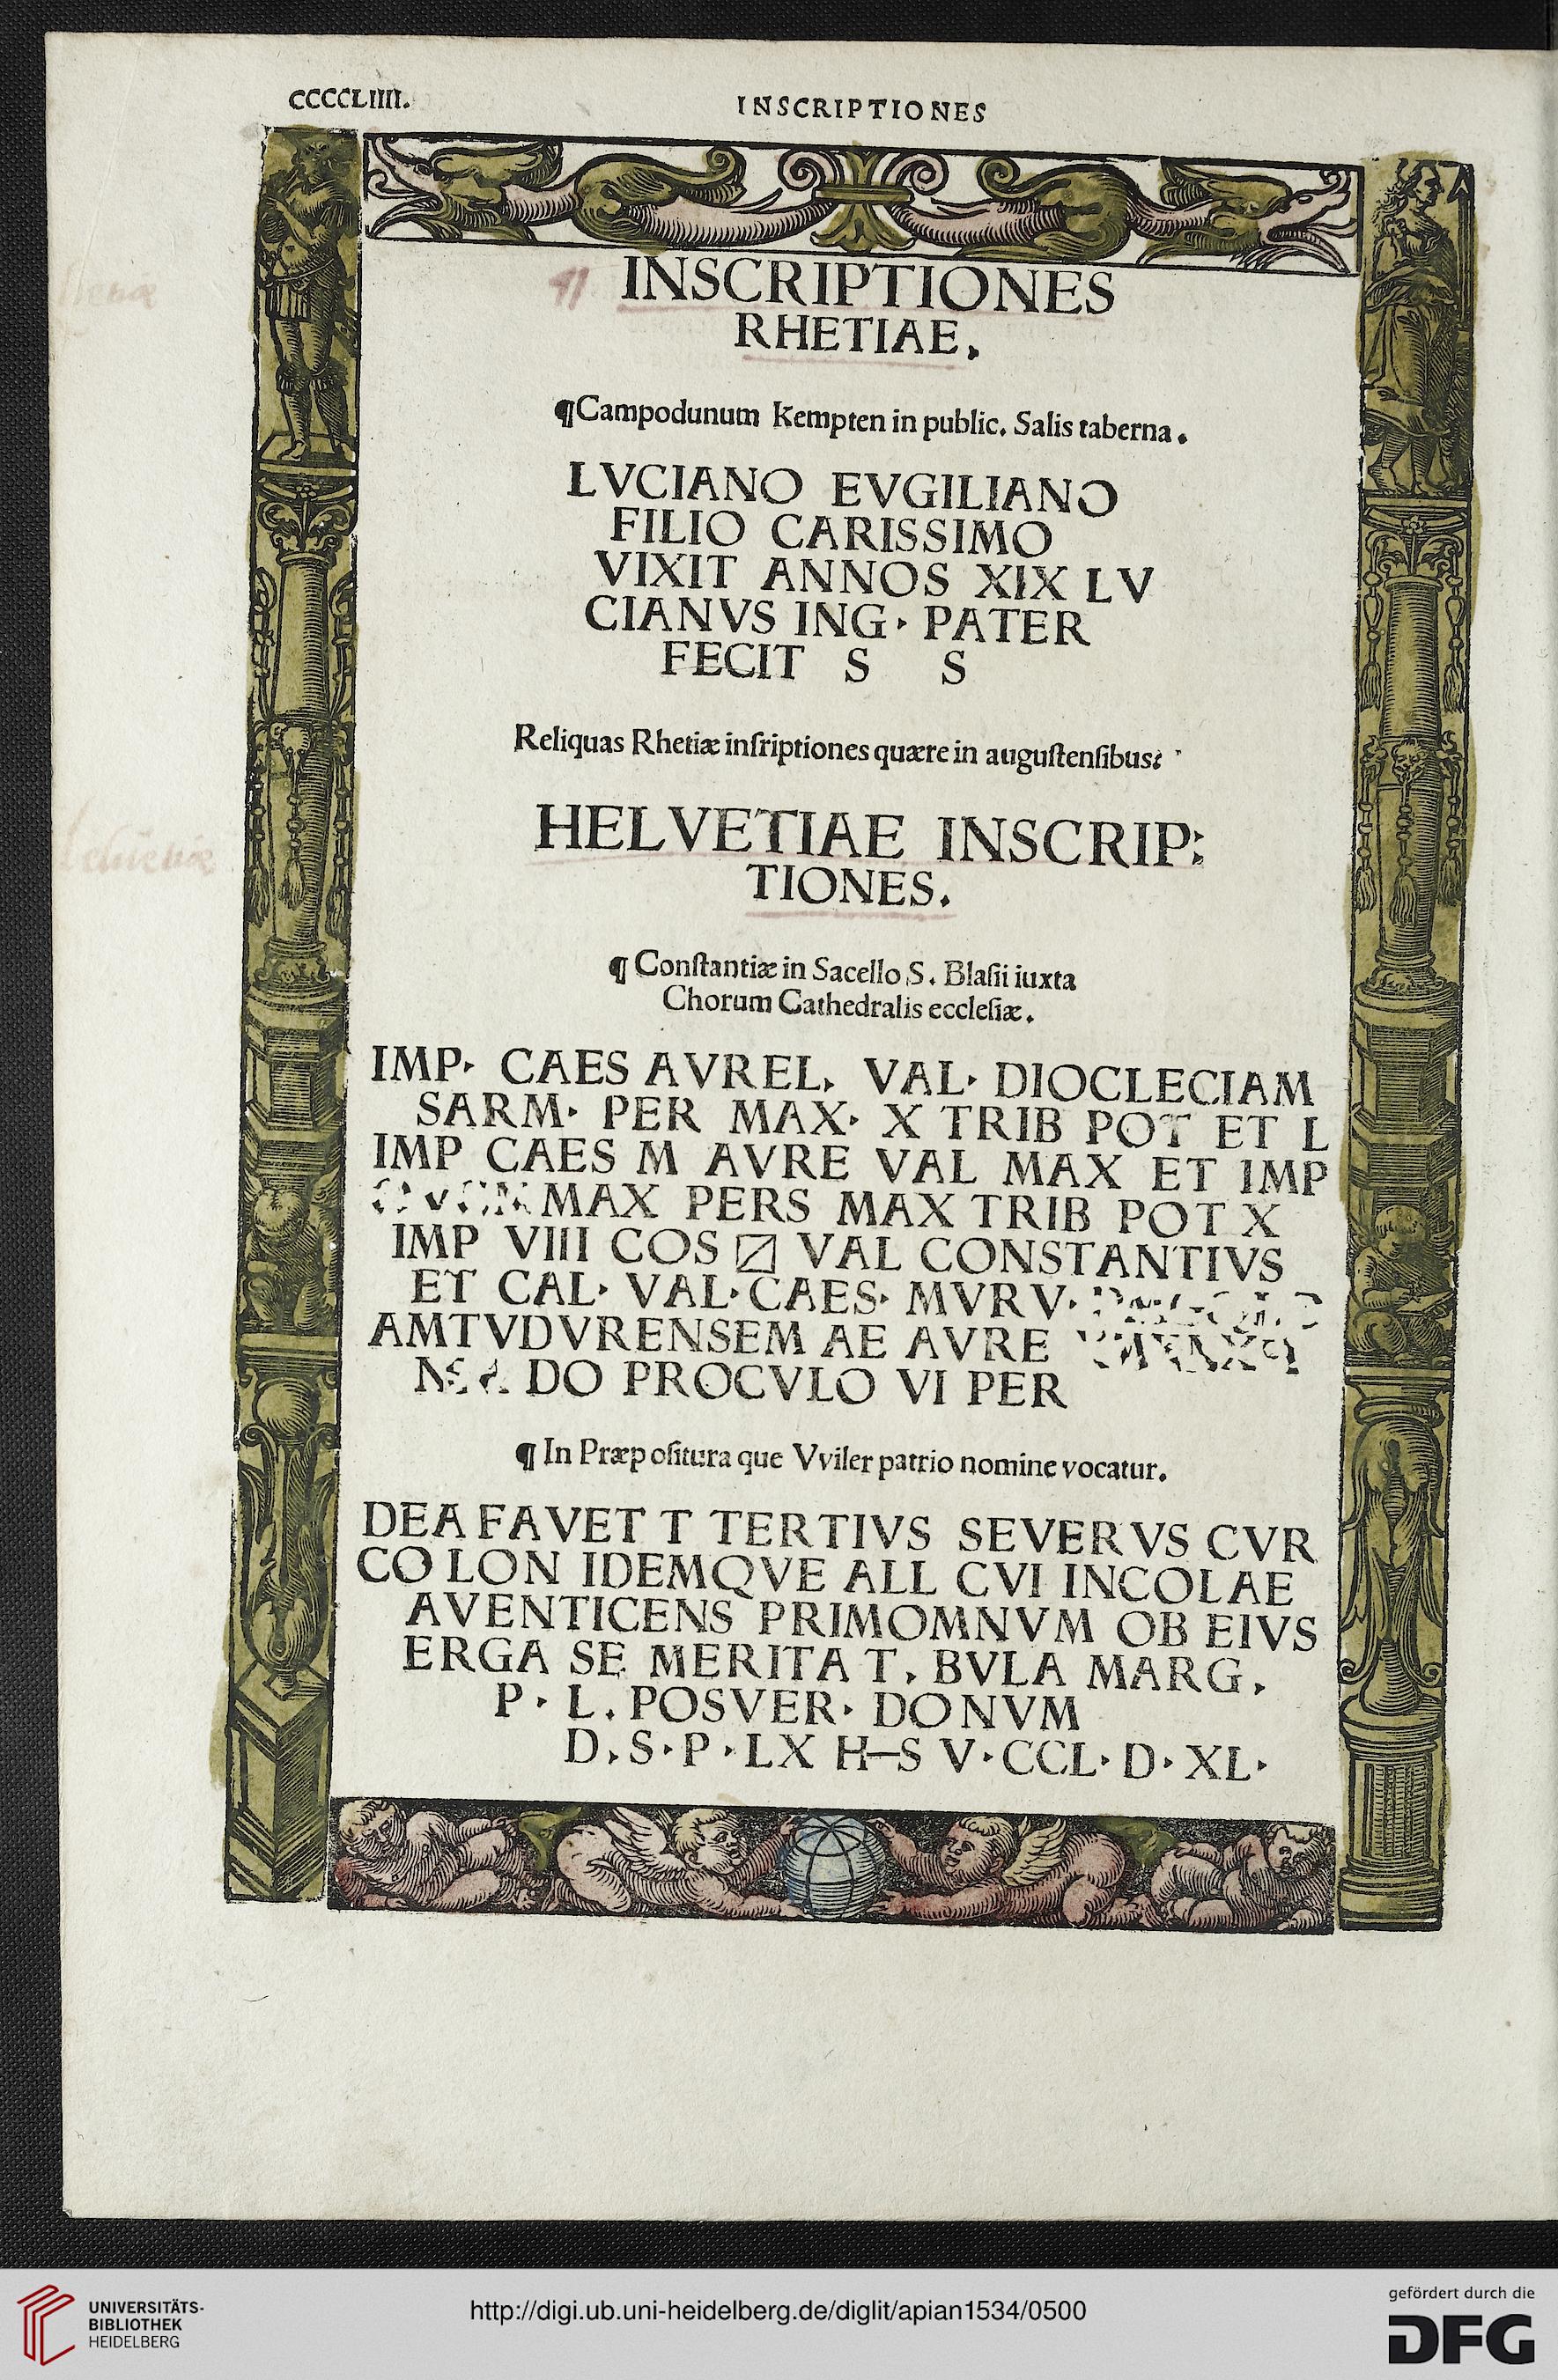 CCCCCLIIII.
INSCRIPTIONES
INSCRIPTIONES
RHETIAE.
¶Campodunum Kempten in public. Salis taberna.
LVCIANO EVGILIANO
FILIO CARISSIMO
VIXIT ANNOS XIX LV
CIANVS ING· PATER
FECIT S S
Reliquas Rhetiæ inſriptiones quære in auguſtenſibus:
HELVETIAE INSCRIP:
TIONES.
¶ Conſtantiæ in Sacello S. Blaſii iuxta
Chorum Cathedralis eccleſiæ.
IMP· CAES AVREL. VAL· DIOCLECIAM
SARM· PER MAX· X TRIB POT ET L
IMP CAES M AVRE VAL MAX ET IMP
MAX PERS MAX TRIB POT X
IMP VIII COS VAL CONSTANTIVS
ET CAL· VAL· CAES· MVRV·
AMTVDVRENSEM AE AVRE
DO PROCVLO VI PER
¶ In Præpoſitura que Vviler patrio nomine vocatur.
DEA FAVET T TERTIVS SEVERVS CVR
COLON IDEMQVE ALL CVI INCOLAE
AVENTICENS PRIMOMNVM OB EIVS
ERGA SE MERITA T. BVLA MARG.
P· L. POSVER· DONVM
D. S· P· LX H-S V· CCL· D· XL·
UNIVERSITÄTS-
BIBLIOTHEK
HEIDELBERG
http://digi.ub.uni-heidelberg.de/diglit/apian1534/0500
gefördert durch die
DFG